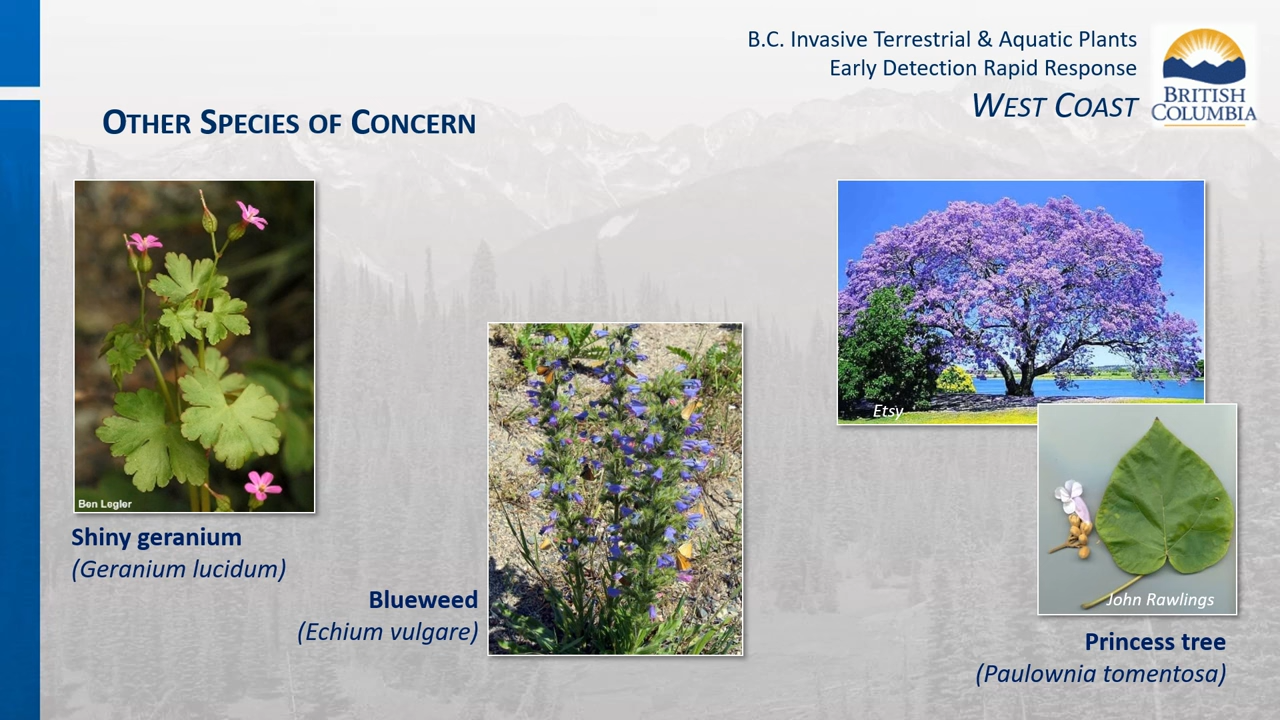 B.C. Invasive Terrestrial & Aquatic Plants
Early Detection Rapid Response
WEST COAST
BRITISH
COLUMBIA
OTHER SPECIES OF CONCERN
Ben Legler
Shiny geranium
(Geranium lucidum)
Blueweed
(Echium vulgare)
Etsy
John Rawlings
Princess tree
(Paulownia tomentosa)